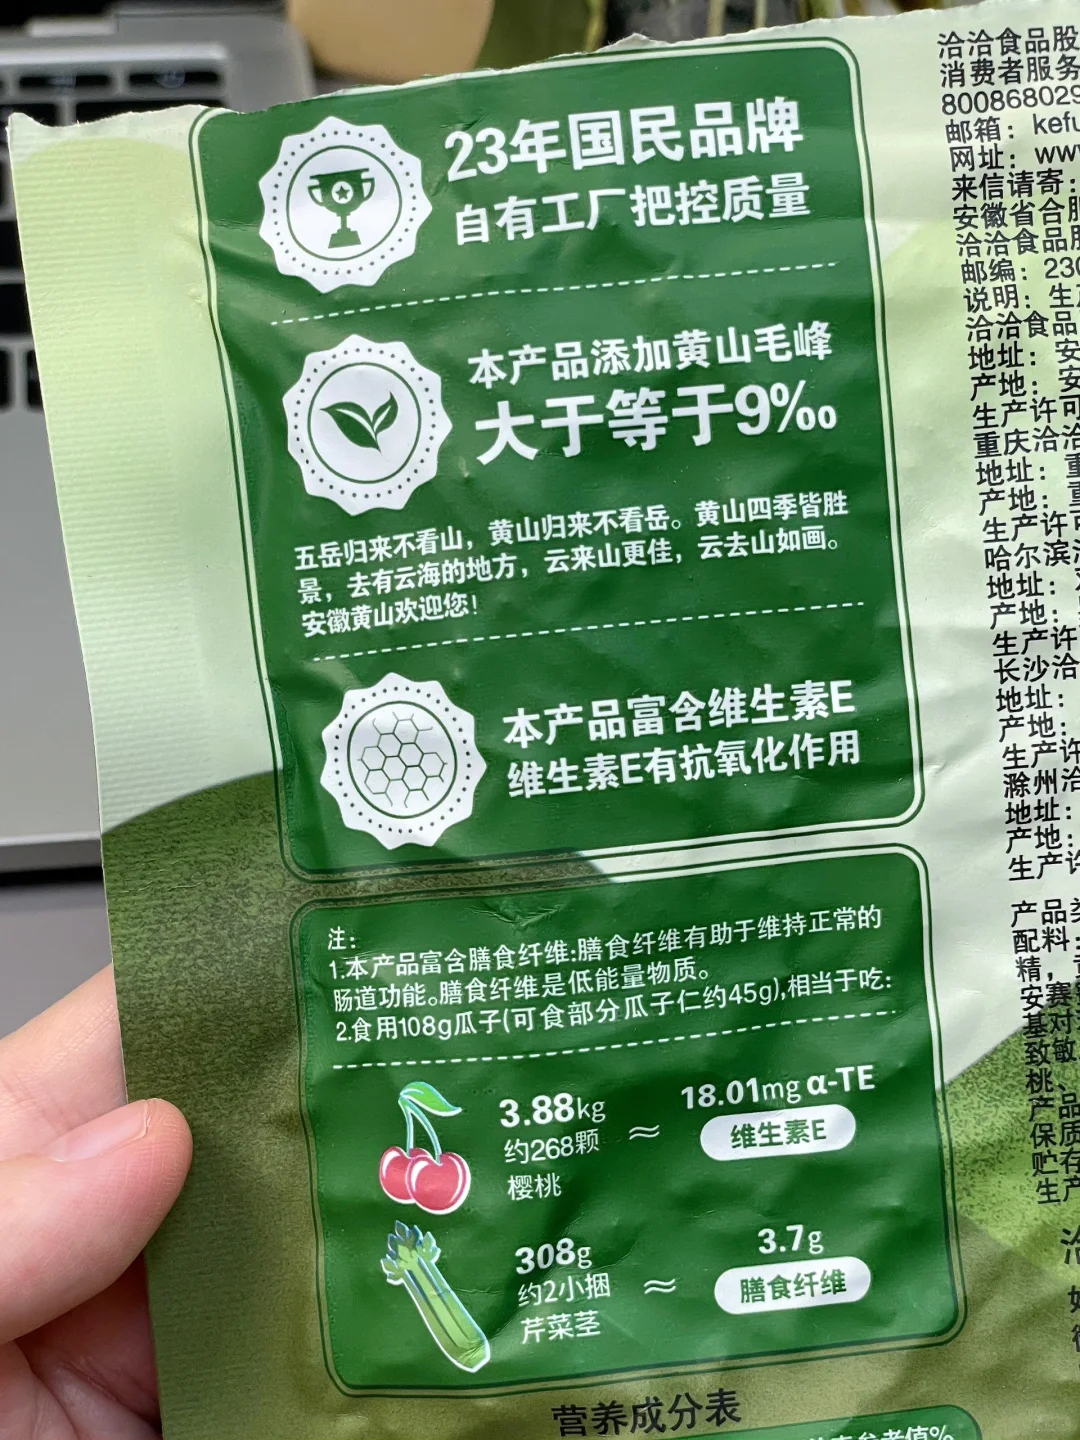 23年国民品牌
自有工厂把控质量
本产品添加黄山毛峰
大于等于9‰
五岳归来不看山，黄山归来不看岳。黄山四季皆胜
景，去有云海的地方，云来山更佳，云去山如画。
安徽黄山欢迎您！
本产品富含维生素E
维生素E有抗氧化作用
注：
1.本产品富含膳食纤维:膳食纤维有助于维持正常的
肠道功能。膳食纤维是低能量物质。
2.食用108g瓜子(可食部分瓜子仁约45g),相当于吃:
3.88kg
约268颗
樱桃
≈
18.01mg α-TE
维生素E
308g
约2小捆
芹菜茎
≈
3.7g
膳食纤维
营养成分表
参考值%
洽洽食品股
消费者服务
800868029
邮箱：kefu
网址：www
来信请寄：
安徽省合肥
洽洽食品股
邮编：230
说明：生产
洽洽食品
地址：安
产地：安
生产许可
重庆洽洽
地址：重
产地：重
生产许可
哈尔滨洽
地址：
产地：
生产许
长沙洽
地址：
产地：
生产许
滁州洽
地址：
产地：
生产许
产品类
配料：
精，黄
安赛
基对
致敏
桃、
产品
保质
贮存
生产